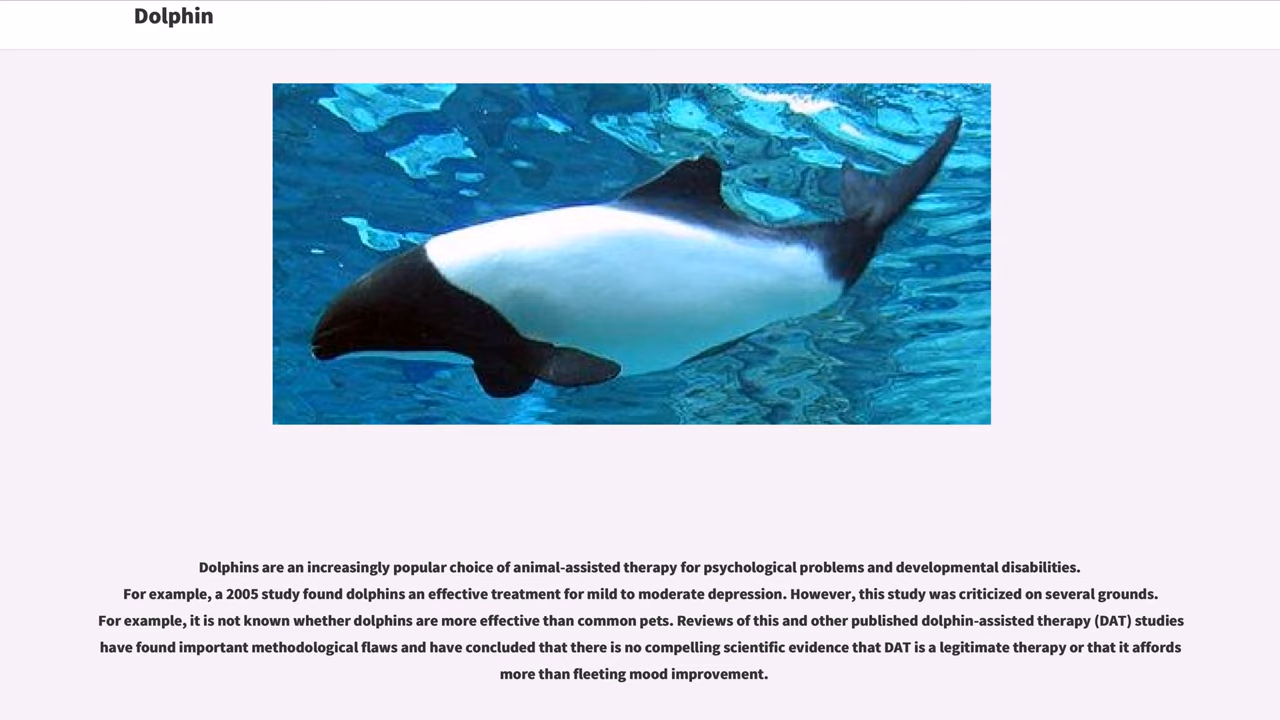 Dolphin
Dolphins are an increasingly popular choice of animal-assisted therapy for psychological problems and developmental disabilities.
For example, a 2005 study found dolphins an effective treatment for mild to moderate depression. However, this study was criticized on several grounds.
For example, it is not known whether dolphins are more effective than common pets. Reviews of this and other published dolphin-assisted therapy (DAT) studies
have found important methodological flaws and have concluded that there is no compelling scientific evidence that DAT is a legitimate therapy or that it affords
more than fleeting mood improvement.